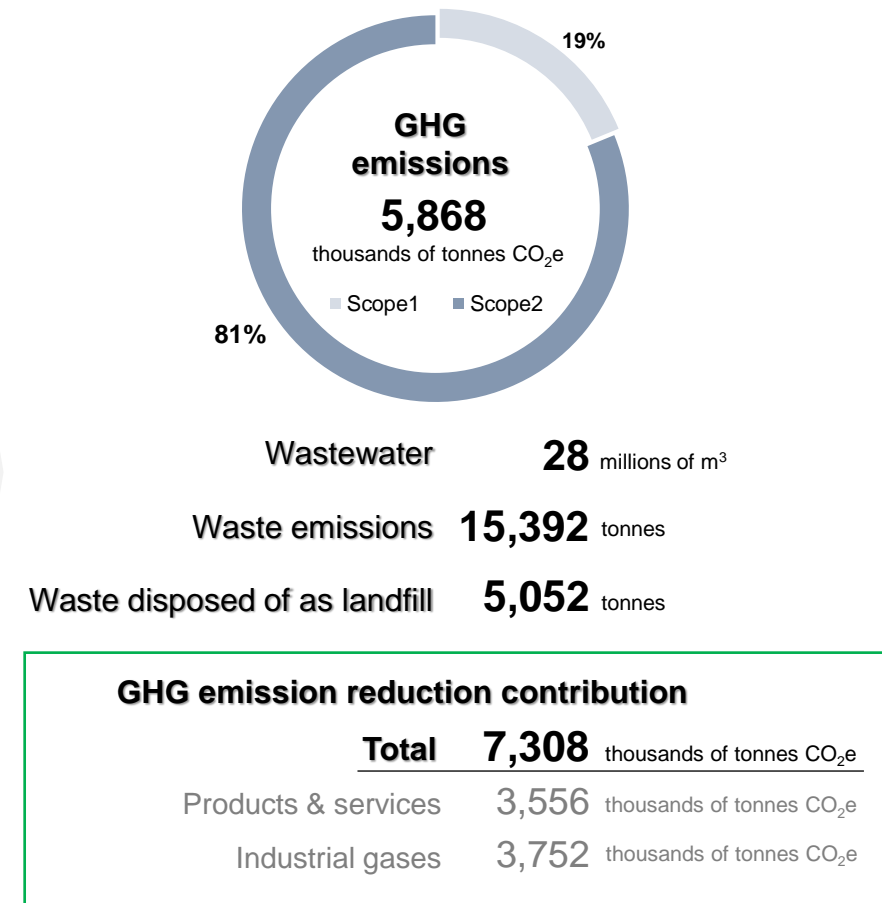 19%
GHG
emissions
5,868
thousands of tonnes CO₂e
Scope1 Scope2
81%
Wastewater 28 millions of m³
Waste emissions 15,392 tonnes
Waste disposed of as landfill 5,052 tonnes
GHG emission reduction contribution
Total 7,308 thousands of tonnes CO₂e
Products & services 3,556 thousands of tonnes CO₂e
Industrial gases 3,752 thousands of tonnes CO₂e